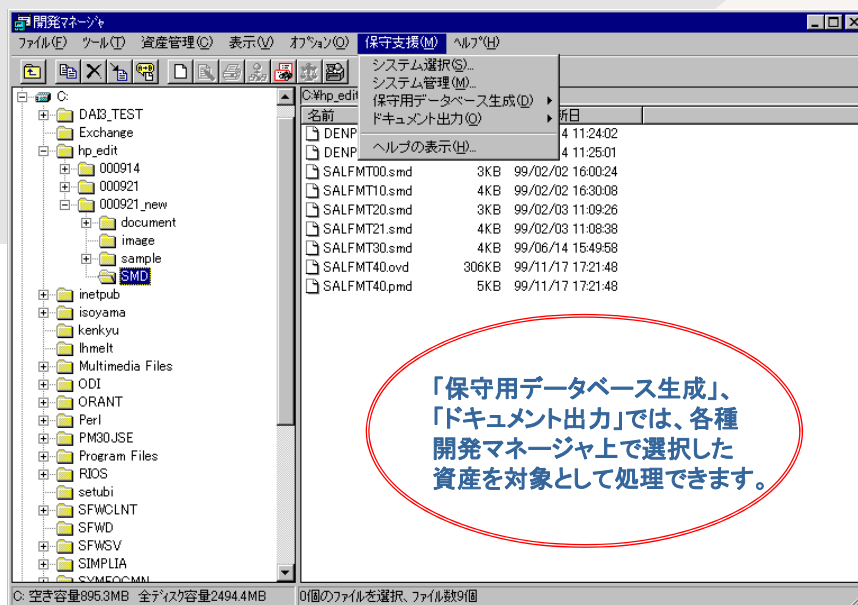 開発マネージャ
ファイル(F) ツール(T) 資産管理(C) 表示(V) オプション(O) 保守支援(M) ヘルプ(H)
システム選択(S)...
システム管理(M)...
保守用データベース生成(D)
ドキュメント出力(O)
ヘルプの表示(H)...
C:
DAI3_TEST
Exchange
hp_edit
000914
000921
000921_new
document
image
sample
SMD
inetpub
isoyama
kenkyu
lhmelt
Multimedia Files
ODI
ORANT
Perl
PM30JSE
Program Files
RIOS
setubi
SFWCLNT
SFWD
SFWSV
SIMPLIA
C:¥hp_edit
名前 新日
DENP 4 11:24:02
DENP 4 11:25:01
SALFMT00.smd 3KB 99/02/02 16:00:24
SALFMT10.smd 4KB 99/02/02 16:30:08
SALFMT20.smd 3KB 99/02/03 11:09:26
SALFMT21.smd 4KB 99/02/03 11:08:38
SALFMT30.smd 4KB 99/06/14 15:49:58
SALFMT40.ovd 306KB 99/11/17 17:21:48
SALFMT40.pmd 5KB 99/11/17 17:21:48
「保守用データベース生成」、
「ドキュメント出力」では、各種
開発マネージャ上で選択した
資産を対象として処理できます。
C: 空き容量895.3MB 全ディスク容量2494.4MB 0個のファイルを選択、ファイル数9個